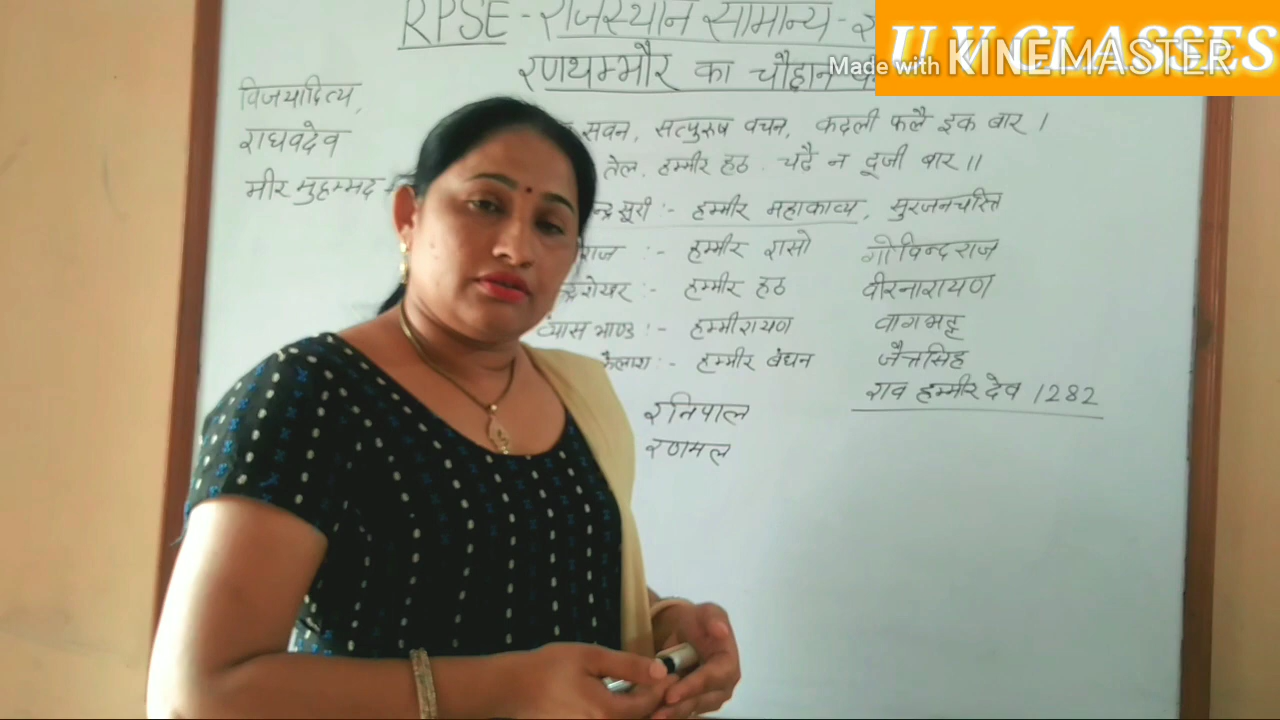 RPSE - राजस्थान सामान्य -
U V CLASSES
Made with KINEMASTER
रणथम्मौर का चौहान
विजयादित्य,
राघवदेव
मीर मुहम्मद
सवन, सत्पुरुष वचन, कदली फलै इक बार ।
तेल, हम्मीर हठ. चढै न दूजी बार ॥
सूरी :- हम्मीर महाकाव्य, सुरजनचरित
राज :- हम्मीर रासो
शेखर :- हम्मीर हठ
व्यास भाण्ड :- हम्मीरायण
कैलाश :- हम्मीर बंधन
गोविन्दराज
वीरनारायण
वागभट्ट
जैत्रसिंह
राव हम्मीर देव 1282
रतिपाल
रणमल